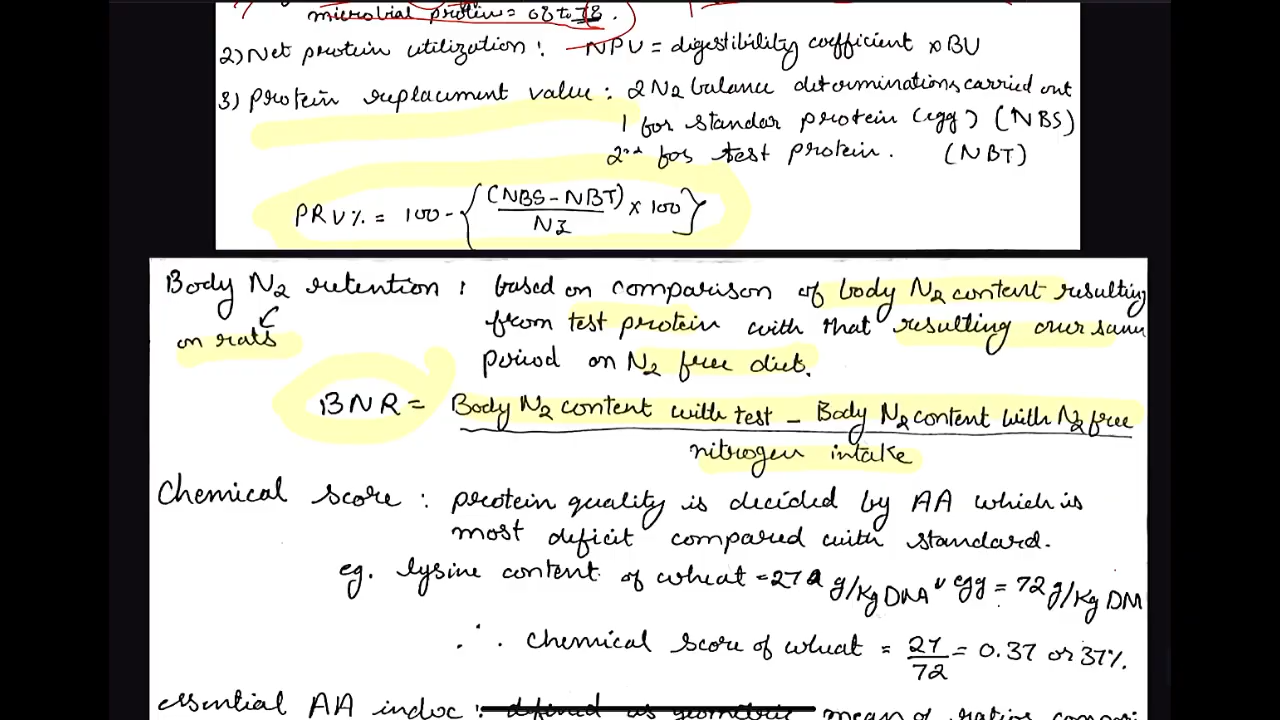 microbial protein = 68 to 78.
2) Net protein utilization : NPU = digestibility coefficient x BV
3) Protein replacement value : 2 N2 balance determinations carried out
1 for standar protein (egg) (NBS)
2nd for test protein. (NBT)
PRV% = 100 - { (NBS - NBT) / NI x 100 }
Body N2 retention : based on comparison of body N2 content resulting
on rats from test protein with that resulting over same
period on N2 free diet.
BNR = Body N2 content with test - Body N2 content with N2 free
nitrogen intake
Chemical score : protein quality is decided by AA which is
most deficit compared with standard.
eg. lysine content of wheat = 27 g/Kg DM v egg = 72 g/Kg DM
∴ Chemical score of wheat = 27/72 = 0.37 or 37%.
essential AA index : defined as geometric mean of ratios